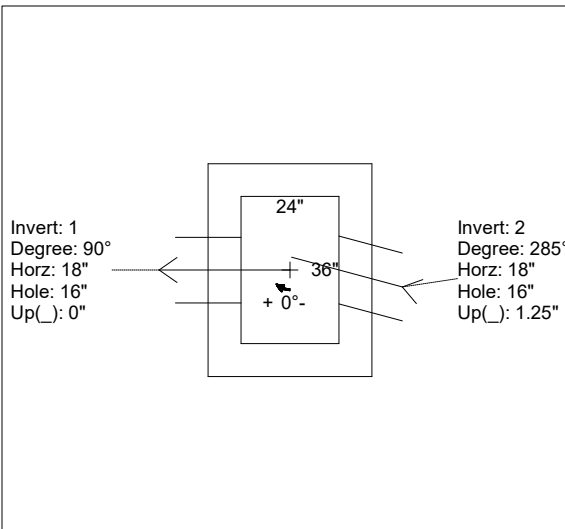 Invert: 1
Degree: 90°
Horz: 18"
Hole: 16"
Up(_): 0"
24"
36"
+ 0°-
Invert: 2
Degree: 285°
Horz: 18"
Hole: 16"
Up(_): 1.25"